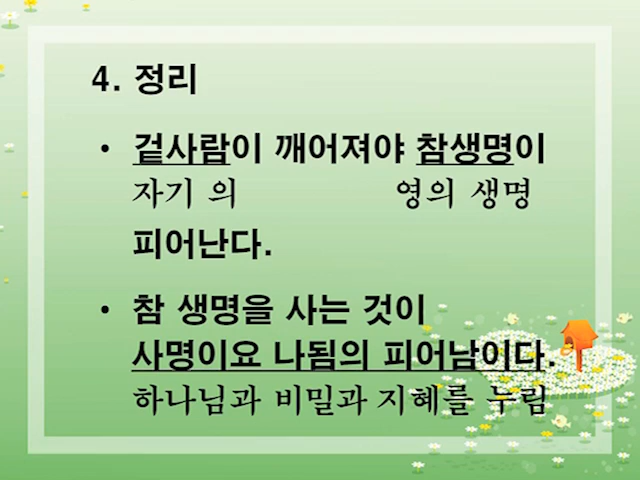 4. 정리
• 겉사람이 깨어져야 참생명이
자기 의 영의 생명
피어난다.
• 참 생명을 사는 것이
사명이요 나됨의 피어남이다.
하나님과 비밀과 지혜를 누림